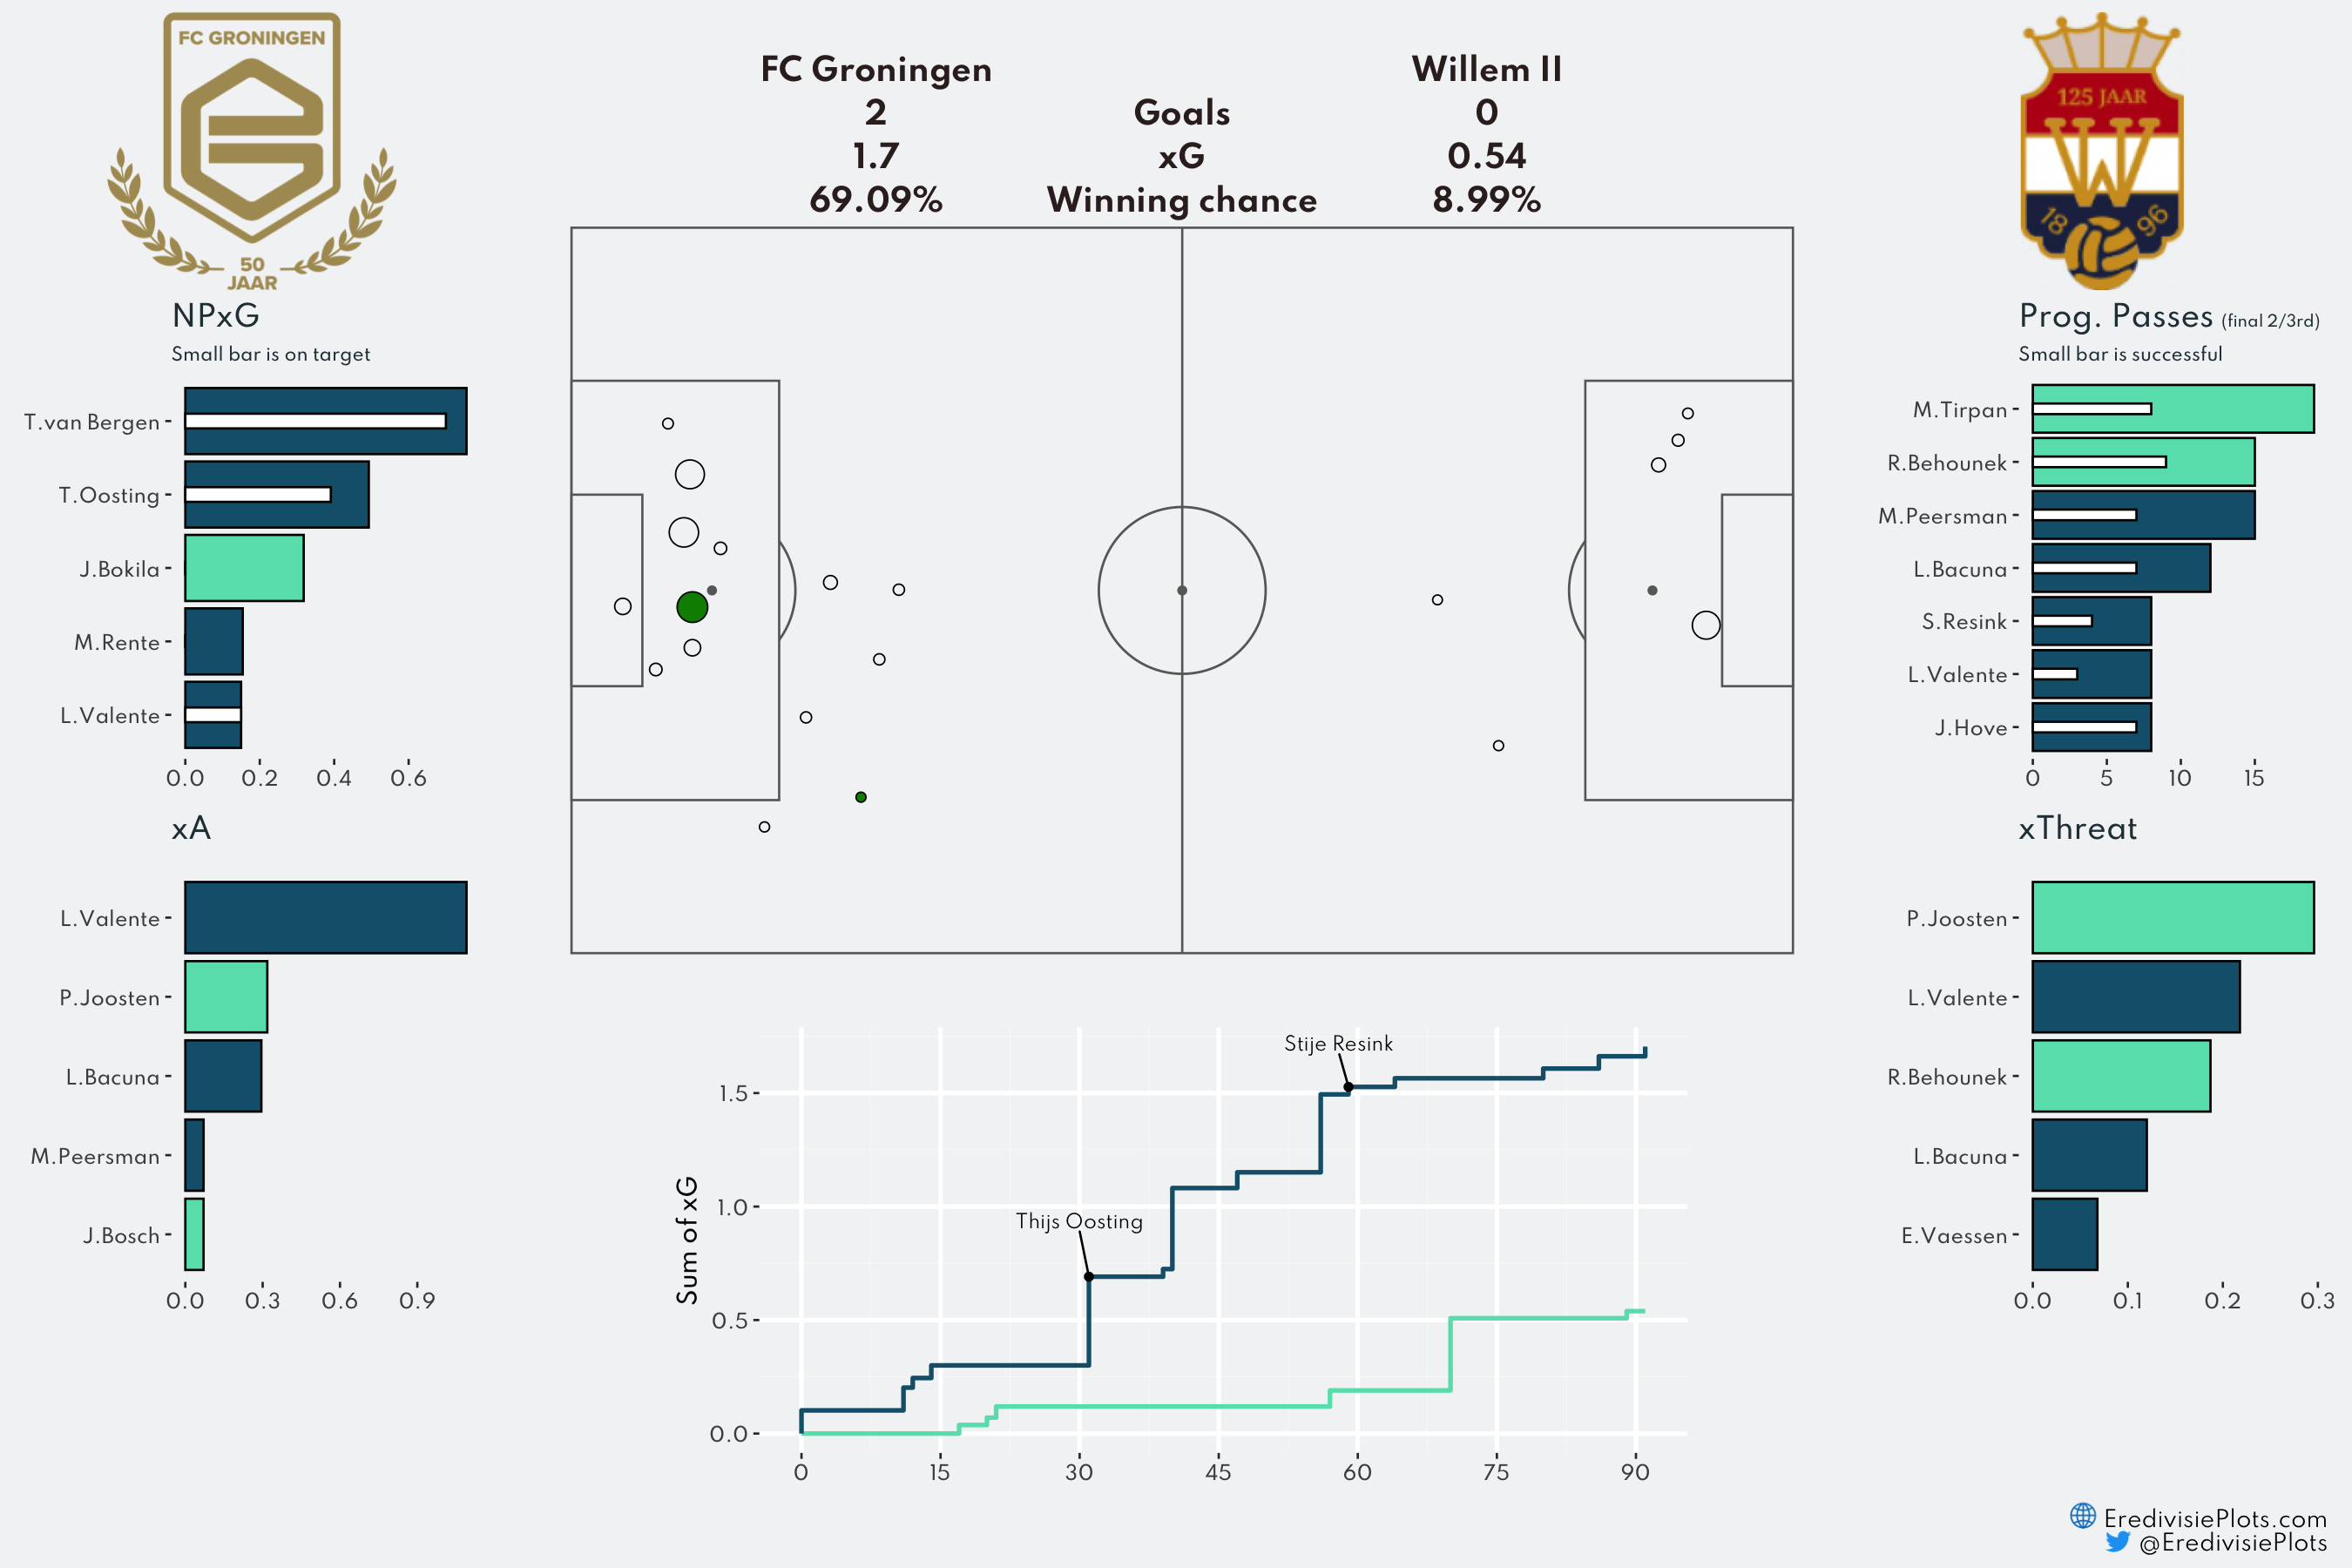 FC GRONINGEN
50
JAAR
FC Groningen Willem II
2 Goals 0
1.7 xG 0.54
69.09% Winning chance 8.99%
125 JAAR
W
18 96
NPxG
Small bar is on target
T.van Bergen
T.Oosting
J.Bokila
M.Rente
L.Valente
0.0 0.2 0.4 0.6
xA
L.Valente
P.Joosten
L.Bacuna
M.Peersman
J.Bosch
0.0 0.3 0.6 0.9
Stije Resink
Thijs Oosting
Sum of xG
1.5
1.0
0.5
0.0
0 15 30 45 60 75 90
Prog. Passes (final 2/3rd)
Small bar is successful
M.Tirpan
R.Behounek
M.Peersman
L.Bacuna
S.Resink
L.Valente
J.Hove
0 5 10 15
xThreat
P.Joosten
L.Valente
R.Behounek
L.Bacuna
E.Vaessen
0.0 0.1 0.2 0.3
EredivisiePlots.com
@EredivisiePlots